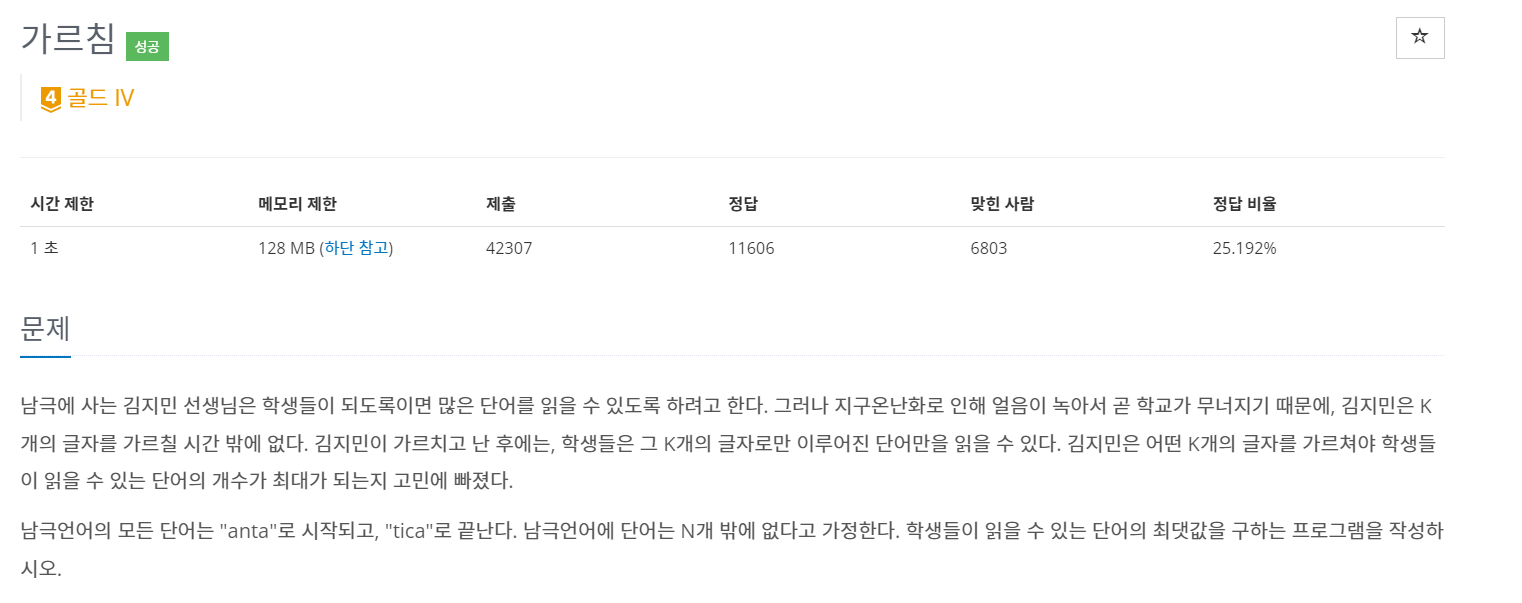 가르침 성공
4 골드 IV
시간 제한 메모리 제한 제출 정답 맞힌 사람 정답 비율
1 초 128 MB (하단 참고) 42307 11606 6803 25.192%
문제
남극에 사는 김지민 선생님은 학생들이 되도록이면 많은 단어를 읽을 수 있도록 하려고 한다. 그러나 지구온난화로 인해 얼음이 녹아서 곧 학교가 무너지기 때문에, 김지민은 K
개의 글자를 가르칠 시간 밖에 없다. 김지민이 가르치고 난 후에는, 학생들은 그 K개의 글자로만 이루어진 단어만을 읽을 수 있다. 김지민은 어떤 K개의 글자를 가르쳐야 학생들
이 읽을 수 있는 단어의 개수가 최대가 되는지 고민에 빠졌다.
남극언어의 모든 단어는 "anta"로 시작되고, "tica"로 끝난다. 남극언어에 단어는 N개 밖에 없다고 가정한다. 학생들이 읽을 수 있는 단어의 최댓값을 구하는 프로그램을 작성하
시오.